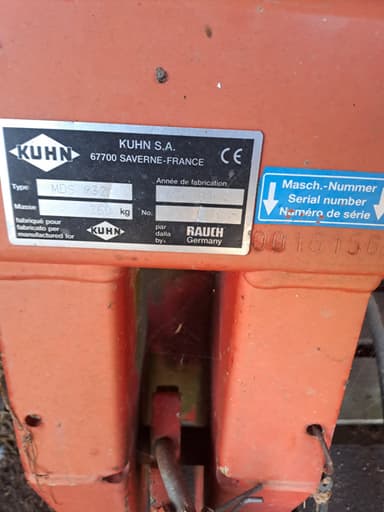 KUHN
KUHN S.A.
67700 SAVERNE-FRANCE
CE
Type
MDS
Année de fabrication
Masse
kg
No.
fabriqué pour
fabricato per
manufactured for
KUHN
par
dalla
by:
RAUCH
Germany
Masch.-Nummer
Serial number
Numéro de série